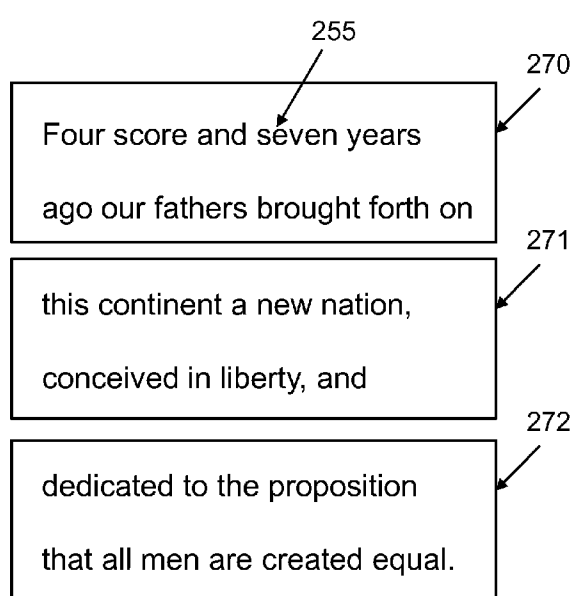 255
270
Four score and seven years
ago our fathers brought forth on
271
this continent a new nation,
conceived in liberty, and
272
dedicated to the proposition
that all men are created equal.